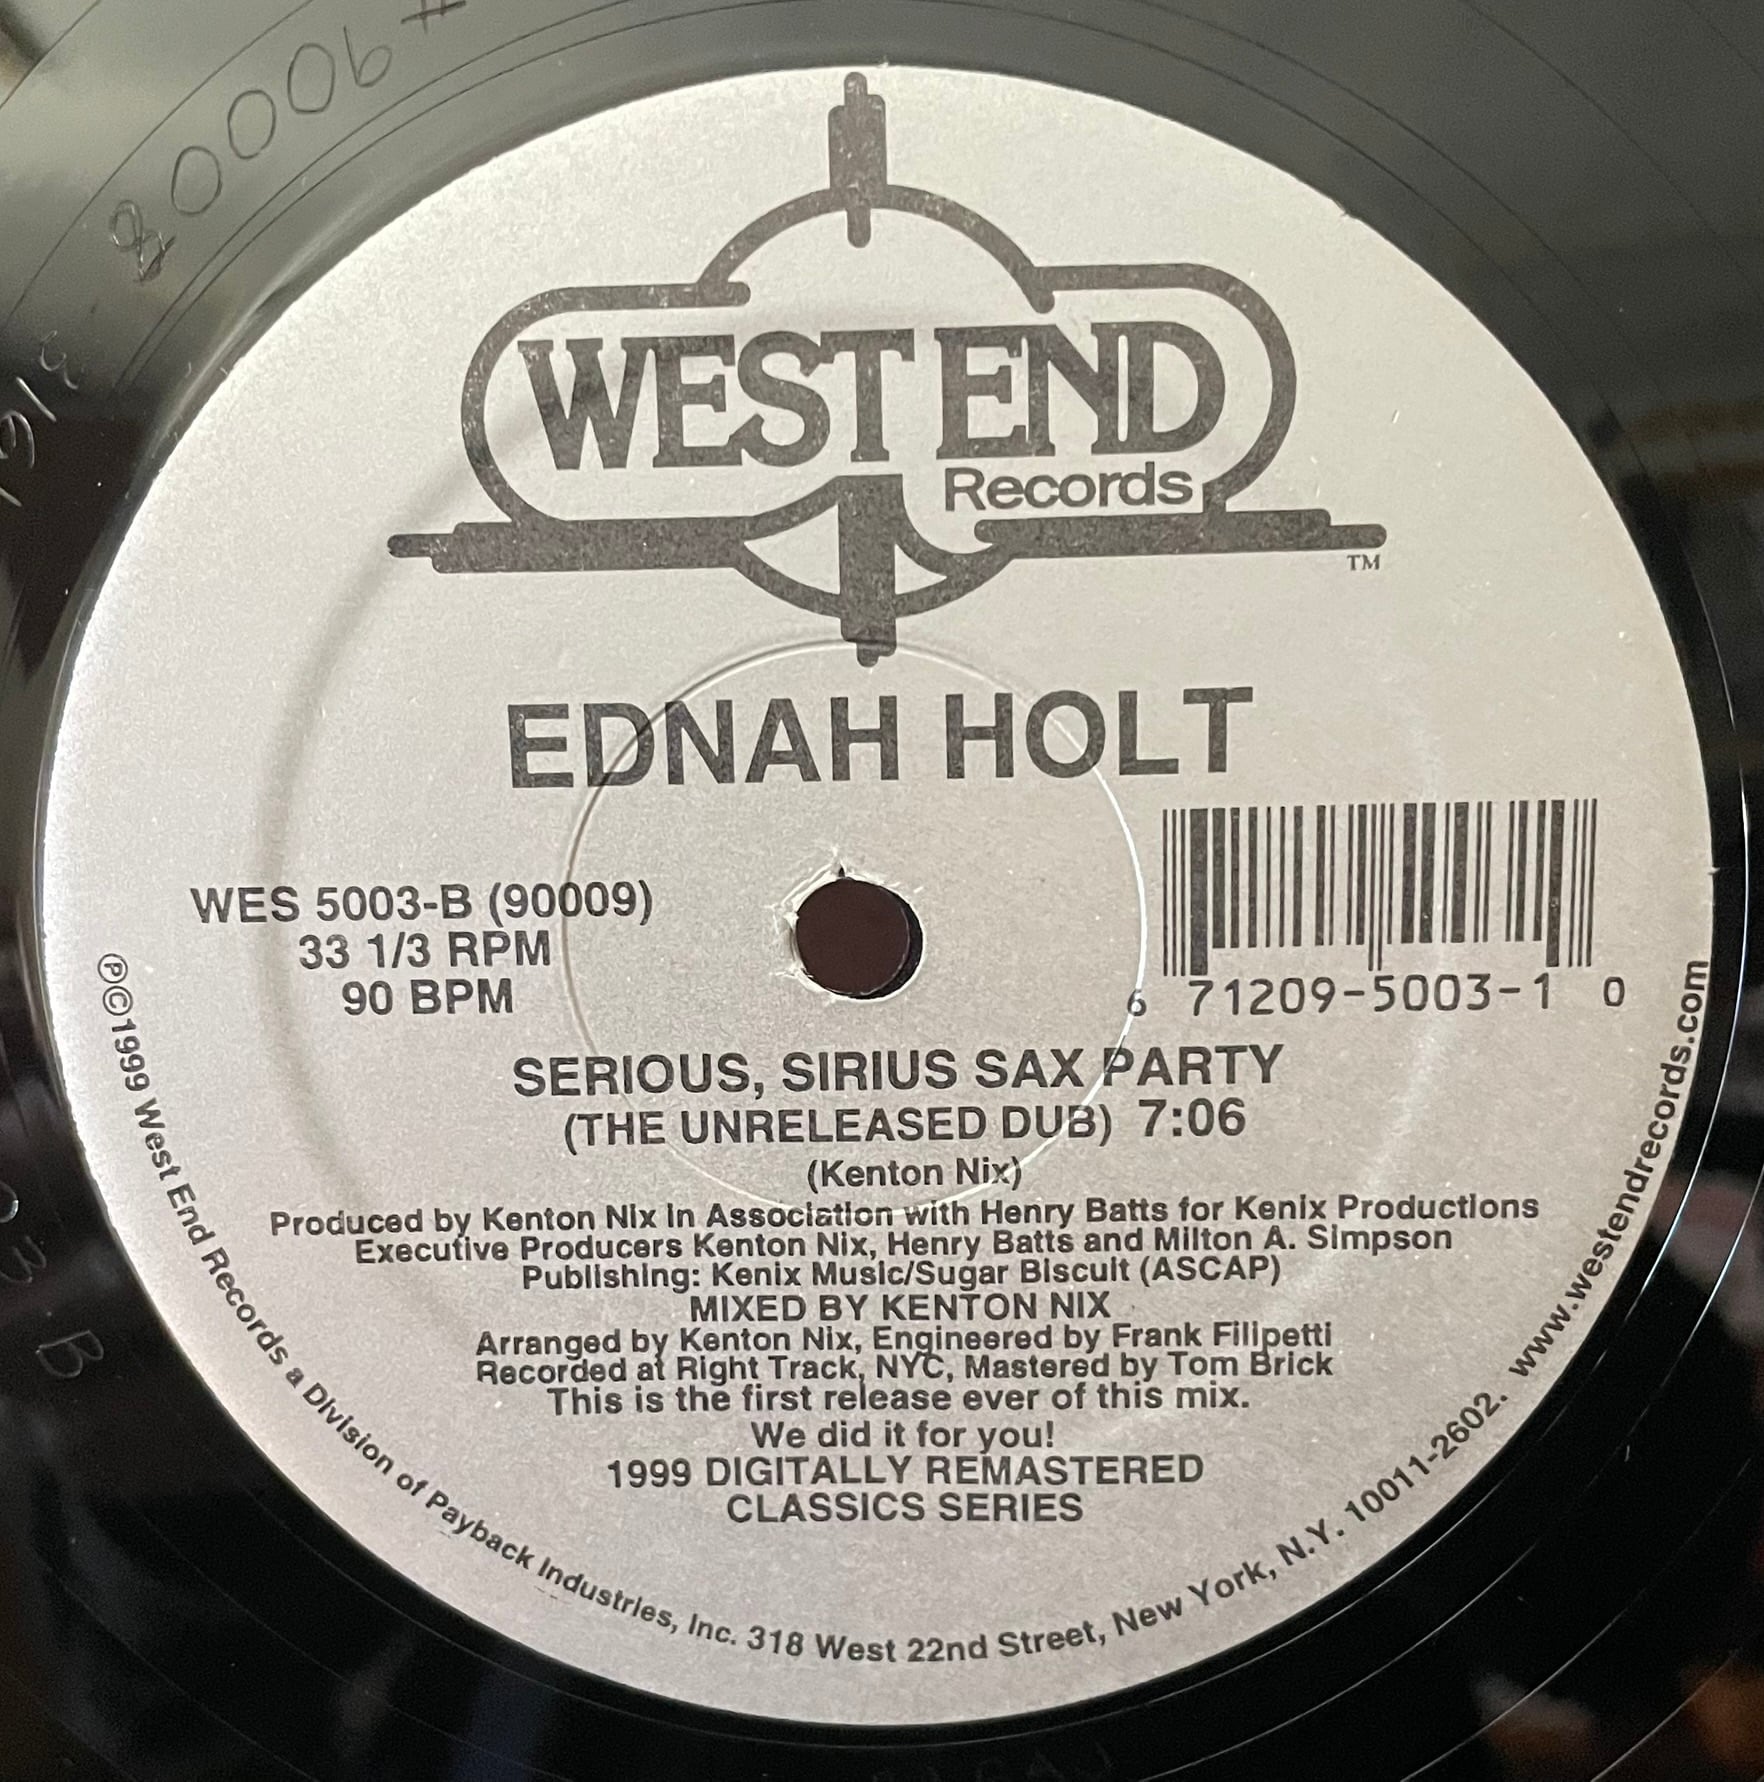 WEST END
Records
TM
EDNAH HOLT
WES 5003-B (90009)
33 1/3 RPM
90 BPM
6 71209-5003-1 0
SERIOUS, SIRIUS SAX PARTY
(THE UNRELEASED DUB) 7:06
(Kenton Nix)
Produced by Kenton Nix in Association with Henry Batts for Kenix Productions
Executive Producers Kenton Nix, Henry Batts and Milton A. Simpson
Publishing: Kenix Music/Sugar Biscuit (ASCAP)
MIXED BY KENTON NIX
Arranged by Kenton Nix, Engineered by Frank Filipetti
Recorded at Right Track, NYC, Mastered by Tom Brick
This is the first release ever of this mix.
We did it for you!
1999 DIGITALLY REMASTERED
CLASSICS SERIES
℗©1999 West End Records a Division of Payback Industries, Inc. 318 West 22nd Street, New York, N.Y. 10011-2602. www.westendrecords.com